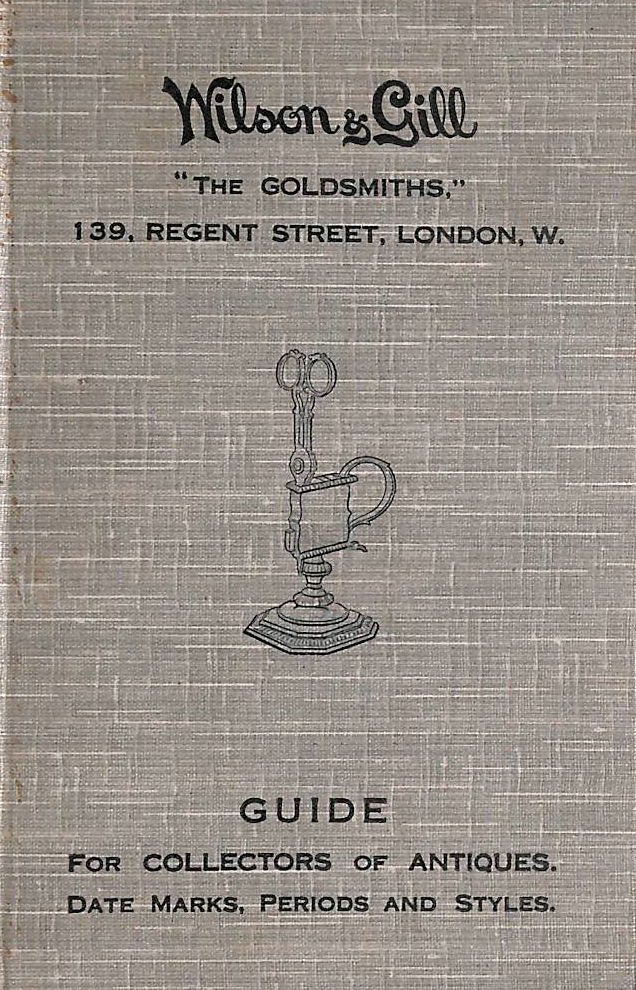 Wilson & Gill
"THE GOLDSMITHS,"
139, REGENT STREET, LONDON, W.
GUIDE
FOR COLLECTORS OF ANTIQUES.
DATE MARKS, PERIODS AND STYLES.